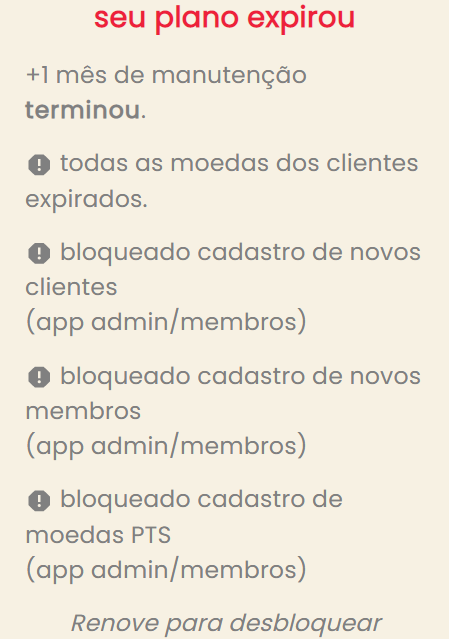 seu plano expirou
+1 mês de manutenção
terminou.
todas as moedas dos clientes
expirados.
bloqueado cadastro de novos
clientes
(app admin/membros)
bloqueado cadastro de novos
membros
(app admin/membros)
bloqueado cadastro de
moedas PTS
(app admin/membros)
Renove para desbloquear